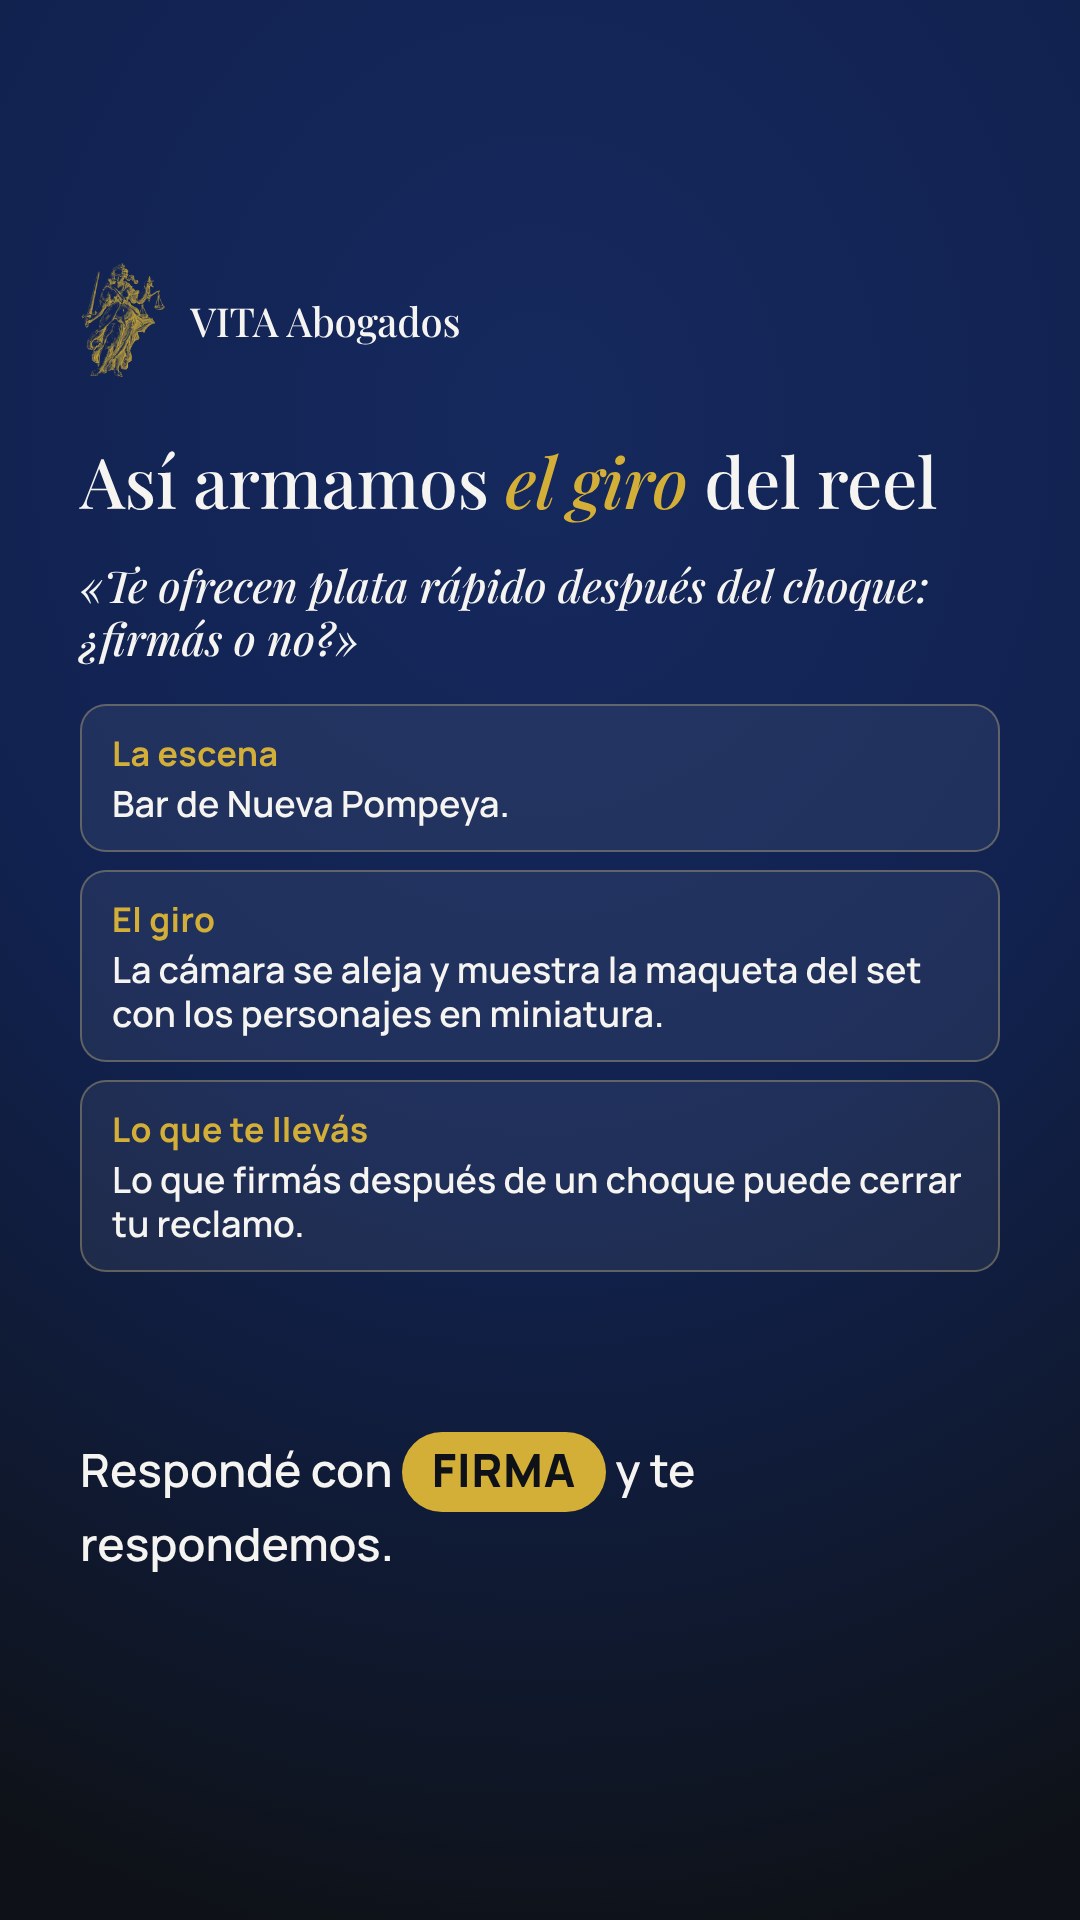 VITA Abogados
Así armamos el giro del reel
«Te ofrecen plata rápido después del choque:
¿firmás o no?»
La escena
Bar de Nueva Pompeya.
El giro
La cámara se aleja y muestra la maqueta del set
con los personajes en miniatura.
Lo que te llevás
Lo que firmás después de un choque puede cerrar
tu reclamo.
Respondé con FIRMA y te
respondemos.